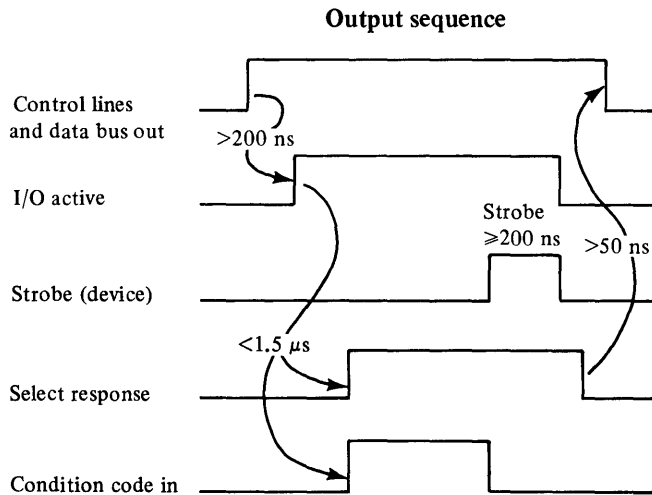 Output sequence
Control lines
and data bus out
>200 ns
I/O active
Strobe
⩾200 ns
>50 ns
Strobe (device)
<1.5 μs
Select response
Condition code in